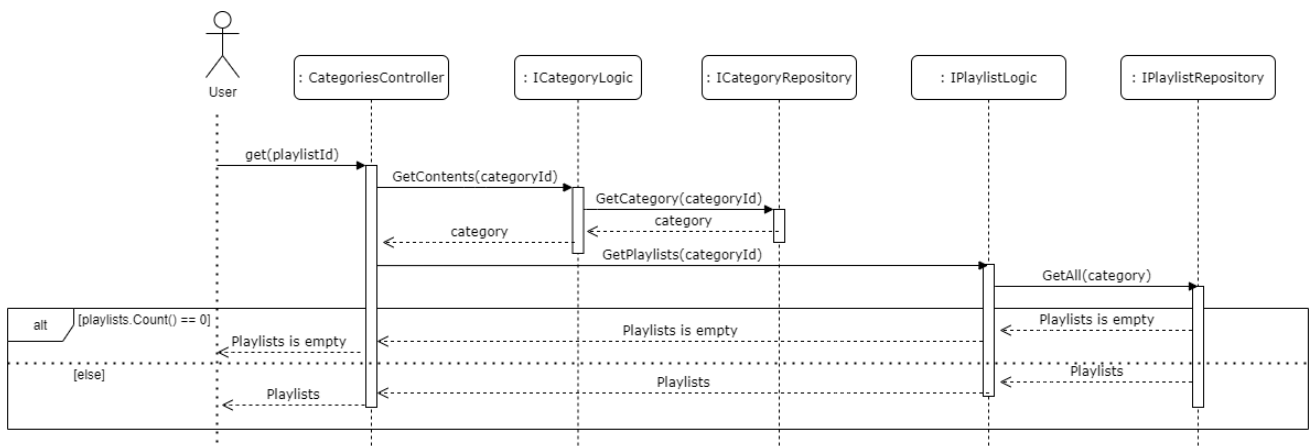 User
: CategoriesController
: ICategoryLogic
: ICategoryRepository
: IPlaylistLogic
: IPlaylistRepository
get(playlistId)
GetContents(categoryId)
GetCategory(categoryId)
category
category
GetPlaylists(categoryId)
GetAll(category)
alt
[playlists.Count() == 0]
Playlists is empty
Playlists is empty
Playlists is empty
[else]
Playlists
Playlists
Playlists